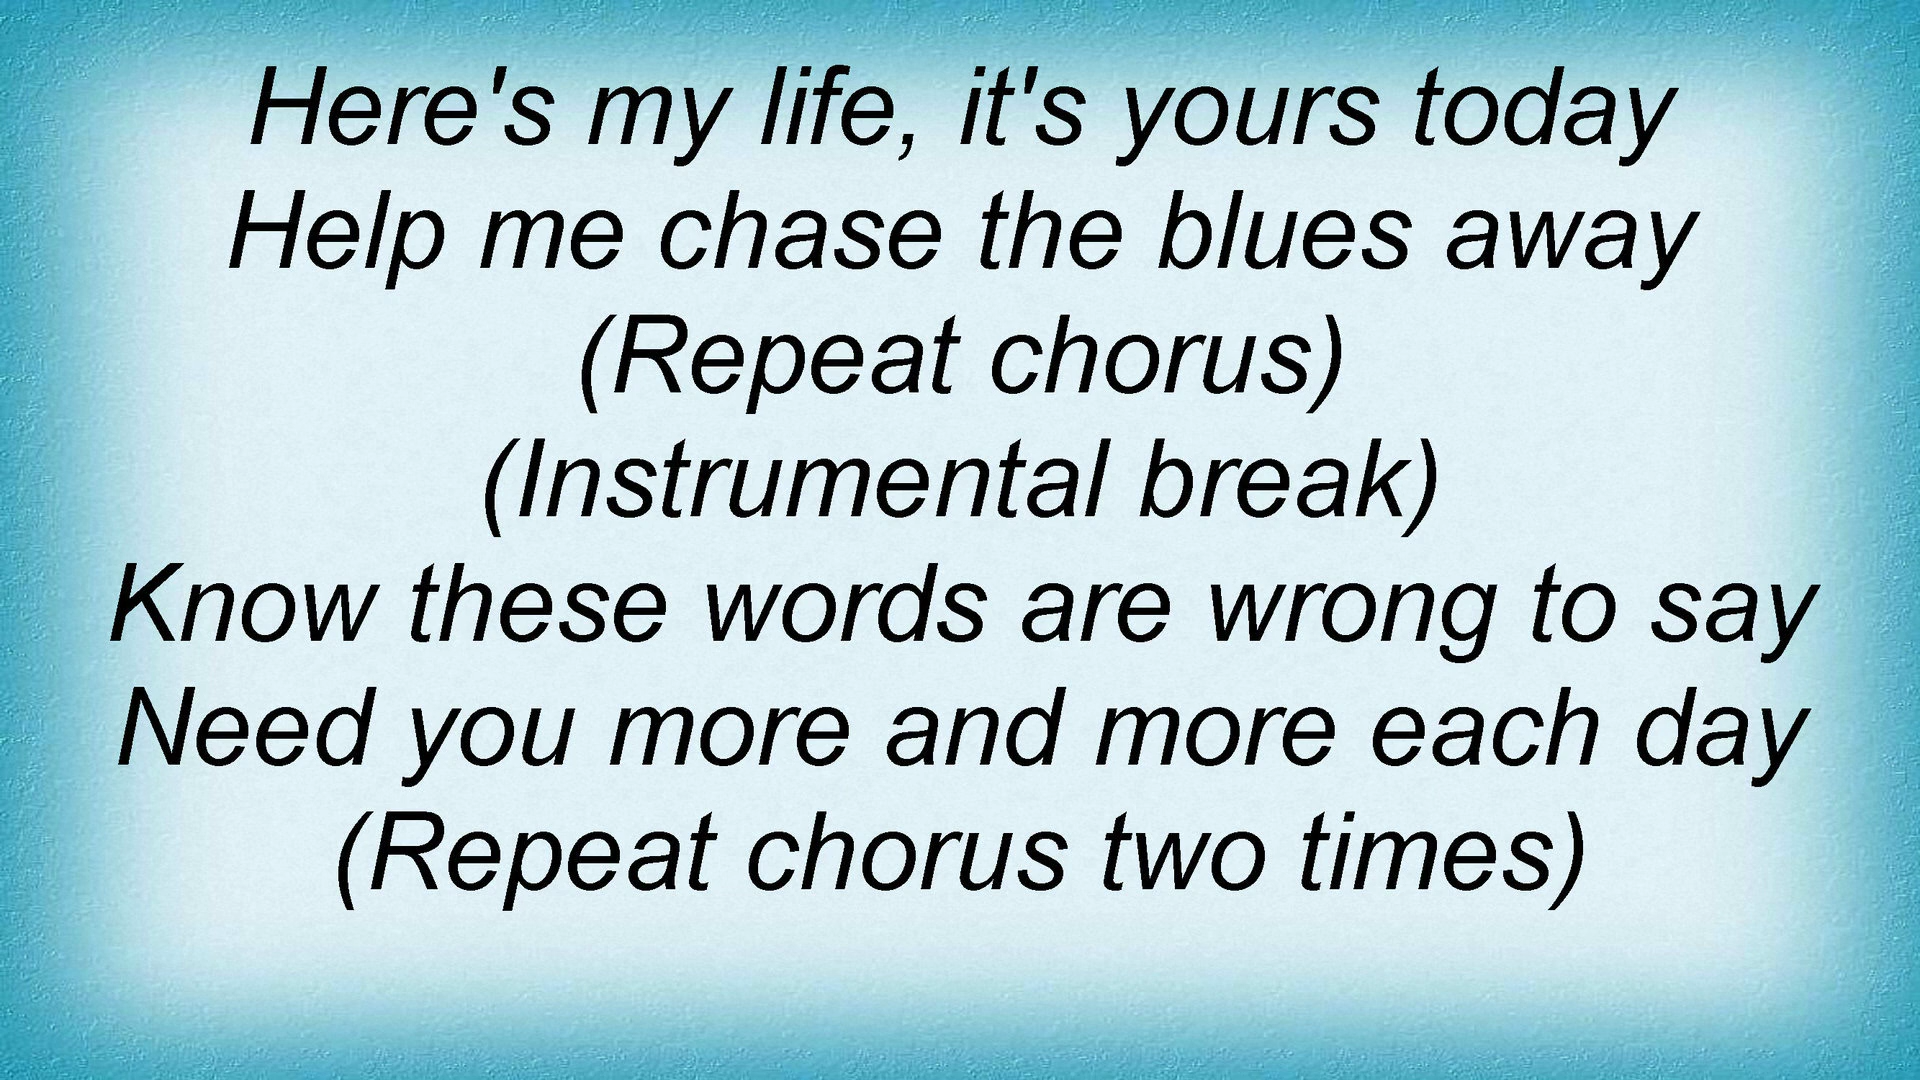 Here's my life, it's yours today
Help me chase the blues away
(Repeat chorus)
(Instrumental break)
Know these words are wrong to say
Need you more and more each day
(Repeat chorus two times)